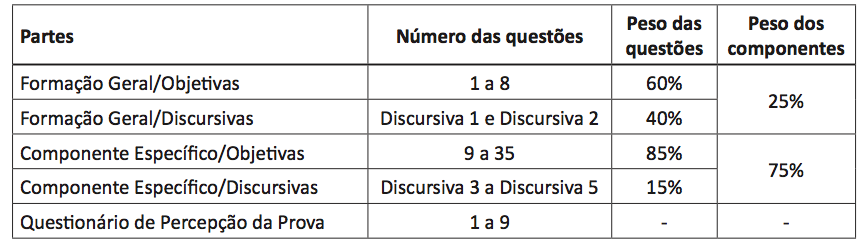 Partes Número das questões Peso das questões Peso dos componentes
Formação Geral/Objetivas 1 a 8 60% 25%
Formação Geral/Discursivas Discursiva 1 e Discursiva 2 40%
Componente Específico/Objetivas 9 a 35 85% 75%
Componente Específico/Discursivas Discursiva 3 a Discursiva 5 15%
Questionário de Percepção da Prova 1 a 9 - -